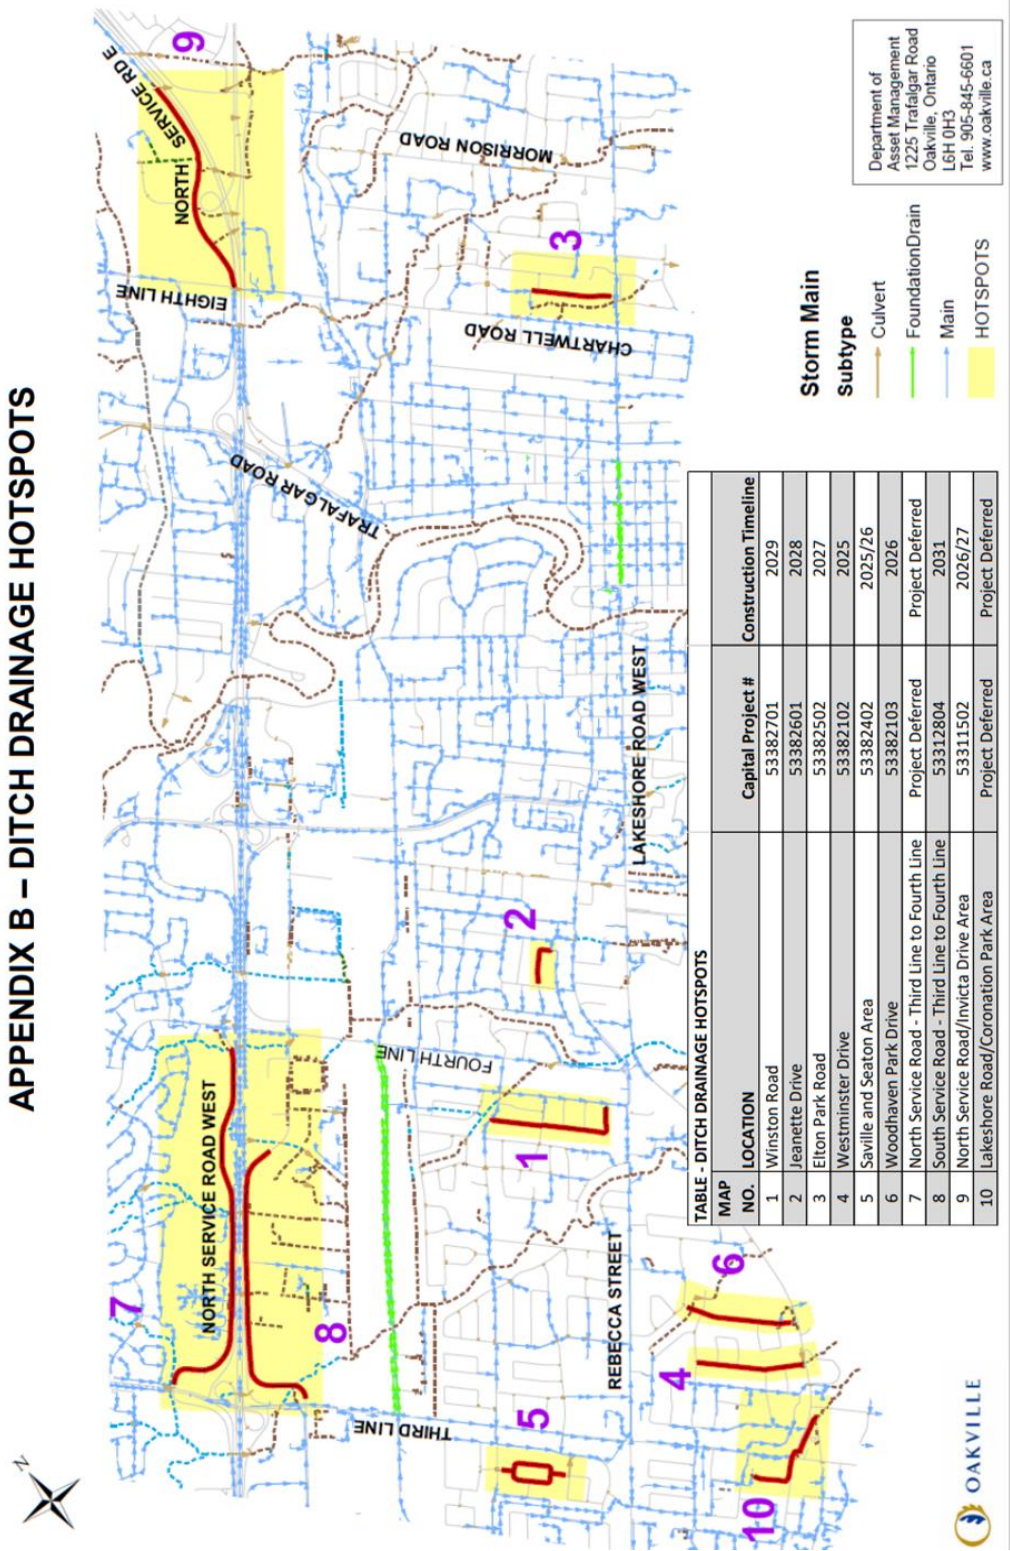 APPENDIX B – DITCH DRAINAGE HOTSPOTS
N
7
NORTH SERVICE ROAD WEST
8
THIRD LINE
FOURTH LINE
TRAFALGAR ROAD
EIGHTH LINE
NORTH SERVICE RD E
9
MORRISON ROAD
CHARTWELL ROAD
3
5
1
2
REBECCA STREET
LAKESHORE ROAD WEST
10
4
6
TABLE - DITCH DRAINAGE HOTSPOTS
MAP NO. LOCATION Capital Project # Construction Timeline
1 Winston Road 53382701 2029
2 Jeanette Drive 53382601 2028
3 Elton Park Road 53382502 2027
4 Westminster Drive 53382102 2025
5 Saville and Seaton Area 53382402 2025/26
6 Woodhaven Park Drive 53382103 2026
7 North Service Road - Third Line to Fourth Line Project Deferred Project Deferred
8 South Service Road - Third Line to Fourth Line 53312804 2031
9 North Service Road/Invicta Drive Area 53311502 2026/27
10 Lakeshore Road/Coronation Park Area Project Deferred Project Deferred
Storm Main
Subtype
Culvert
FoundationDrain
Main
HOTSPOTS
Department of
Asset Management
1225 Trafalgar Road
Oakville, Ontario
L6H 0H3
Tel. 905-845-6601
www.oakville.ca
OAKVILLE